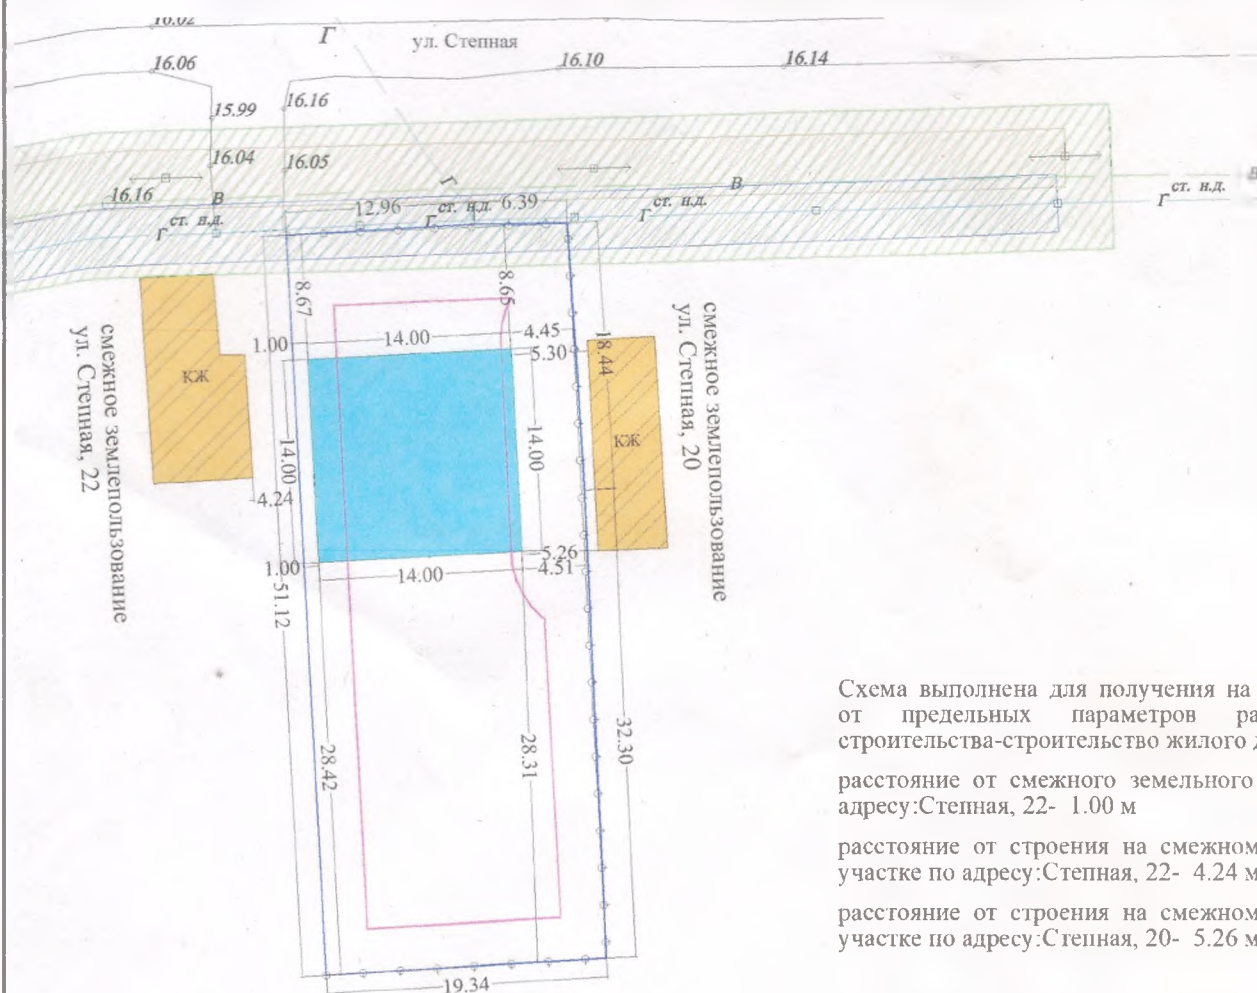 16.02
Г
ул. Степная
16.06
16.10
16.14
15.99
16.16
16.04
16.05
16.16
В
Г
В
12.96
6.39
Г ст. н.д.
Г ст. н.д.
Г ст. н.д.
Г ст. н.д.
В
8.67
8.65
1.00
14.00
4.45
5.30
18.44
КЖ
КЖ
смежное землепользование
ул. Степная, 22
смежное землепользование
ул. Степная, 20
14.00
14.00
4.24
5.26
1.00
14.00
4.51
51.12
32.30
28.42
28.31
19.34
Схема выполнена для получения на
от предельных параметров ра
строительства-строительство жилого д
расстояние от смежного земельного
адресу:Степная, 22- 1.00 м
расстояние от строения на смежном
участке по адресу:Степная, 22- 4.24 м
расстояние от строения на смежном
участке по адресу:Степная, 20- 5.26 м